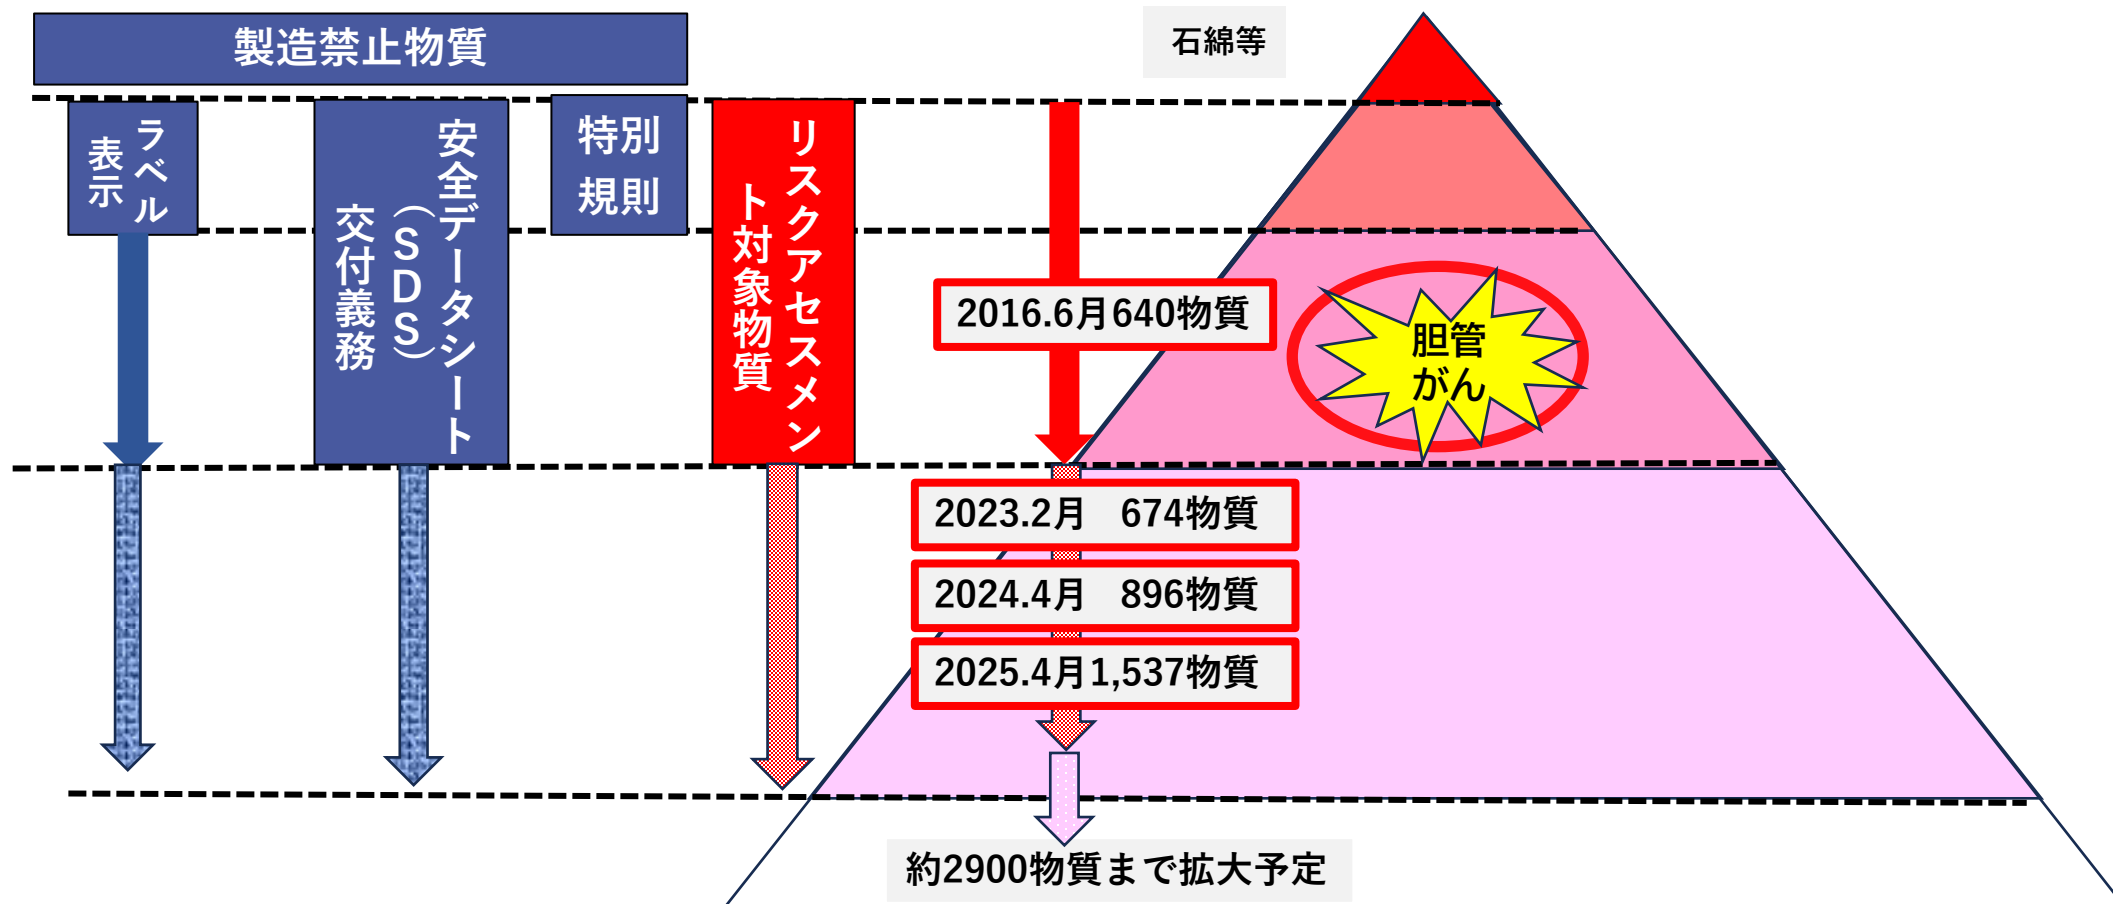 製造禁止物質
石綿等
ラベル
表示
安全データシート
(SDS)
交付義務
特別
規則
リスクアセスメン
ト対象物質
2016.6月640物質
胆管
がん
2023.2月　674物質
2024.4月　896物質
2025.4月1,537物質
約2900物質まで拡大予定